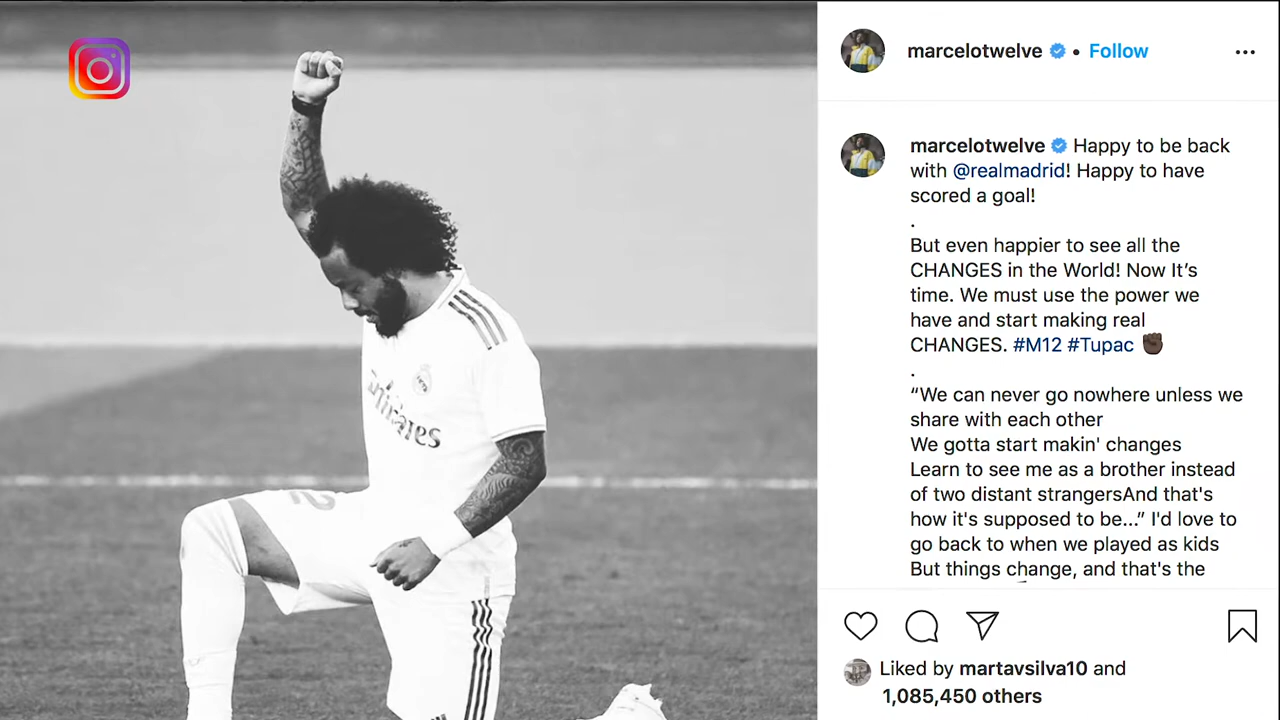 marcelotwelve • Follow
marcelotwelve Happy to be back
with @realmadrid! Happy to have
scored a goal!
.
But even happier to see all the
CHANGES in the World! Now It’s
time. We must use the power we
have and start making real
CHANGES. #M12 #Tupac ✊🏿
.
“We can never go nowhere unless we
share with each other
We gotta start makin' changes
Learn to see me as a brother instead
of two distant strangersAnd that's
how it's supposed to be...” I'd love to
go back to when we played as kids
But things change, and that's the
Liked by martavsilva10 and
1,085,450 others
Emirates
2